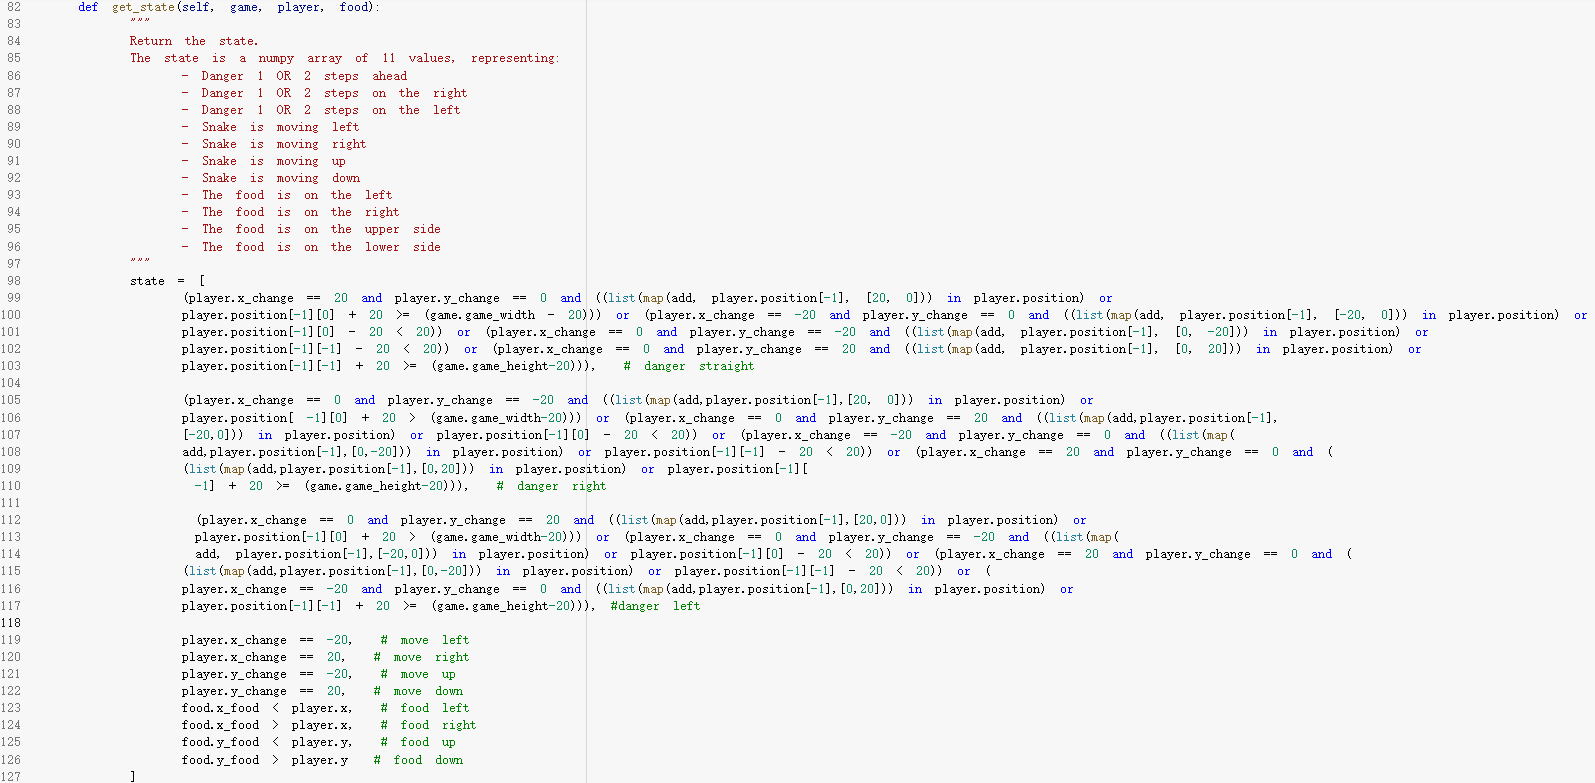 82 def get_state(self, game, player, food):
83 """
84 Return the state.
85 The state is a numpy array of 11 values, representing:
86 - Danger 1 OR 2 steps ahead
87 - Danger 1 OR 2 steps on the right
88 - Danger 1 OR 2 steps on the left
89 - Snake is moving left
90 - Snake is moving right
91 - Snake is moving up
92 - Snake is moving down
93 - The food is on the left
94 - The food is on the right
95 - The food is on the upper side
96 - The food is on the lower side
97 """
98 state = [
99 (player.x_change == 20 and player.y_change == 0 and ((list(map(add, player.position[-1], [20, 0])) in player.position) or
100 player.position[-1][0] + 20 >= (game.game_width - 20))) or (player.x_change == -20 and player.y_change == 0 and ((list(map(add, player.position[-1], [-20, 0])) in player.position) or
101 player.position[-1][0] - 20 < 20)) or (player.x_change == 0 and player.y_change == -20 and ((list(map(add, player.position[-1], [0, -20])) in player.position) or
102 player.position[-1][-1] - 20 < 20)) or (player.x_change == 0 and player.y_change == 20 and ((list(map(add, player.position[-1], [0, 20])) in player.position) or
103 player.position[-1][-1] + 20 >= (game.game_height-20))), # danger straight
104
105 (player.x_change == 0 and player.y_change == -20 and ((list(map(add,player.position[-1],[20, 0])) in player.position) or
106 player.position[ -1][0] + 20 > (game.game_width-20))) or (player.x_change == 0 and player.y_change == 20 and ((list(map(add,player.position[-1],
107 [-20,0])) in player.position) or player.position[-1][0] - 20 < 20)) or (player.x_change == -20 and player.y_change == 0 and ((list(map(
108 add,player.position[-1],[0,-20])) in player.position) or player.position[-1][-1] - 20 < 20)) or (player.x_change == 20 and player.y_change == 0 and (
109 (list(map(add,player.position[-1],[0,20])) in player.position) or player.position[-1][
110 -1] + 20 >= (game.game_height-20))), # danger right
111
112 (player.x_change == 0 and player.y_change == 20 and ((list(map(add,player.position[-1],[20,0])) in player.position) or
113 player.position[-1][0] + 20 > (game.game_width-20))) or (player.x_change == 0 and player.y_change == -20 and ((list(map(
114 add, player.position[-1],[-20,0])) in player.position) or player.position[-1][0] - 20 < 20)) or (player.x_change == 20 and player.y_change == 0 and (
115 (list(map(add,player.position[-1],[0,-20])) in player.position) or player.position[-1][-1] - 20 < 20)) or (
116 player.x_change == -20 and player.y_change == 0 and ((list(map(add,player.position[-1],[0,20])) in player.position) or
117 player.position[-1][-1] + 20 >= (game.game_height-20))), #danger left
118
119 player.x_change == -20, # move left
120 player.x_change == 20, # move right
121 player.y_change == -20, # move up
122 player.y_change == 20, # move down
123 food.x_food < player.x, # food left
124 food.x_food > player.x, # food right
125 food.y_food < player.y, # food up
126 food.y_food > player.y # food down
127 ]